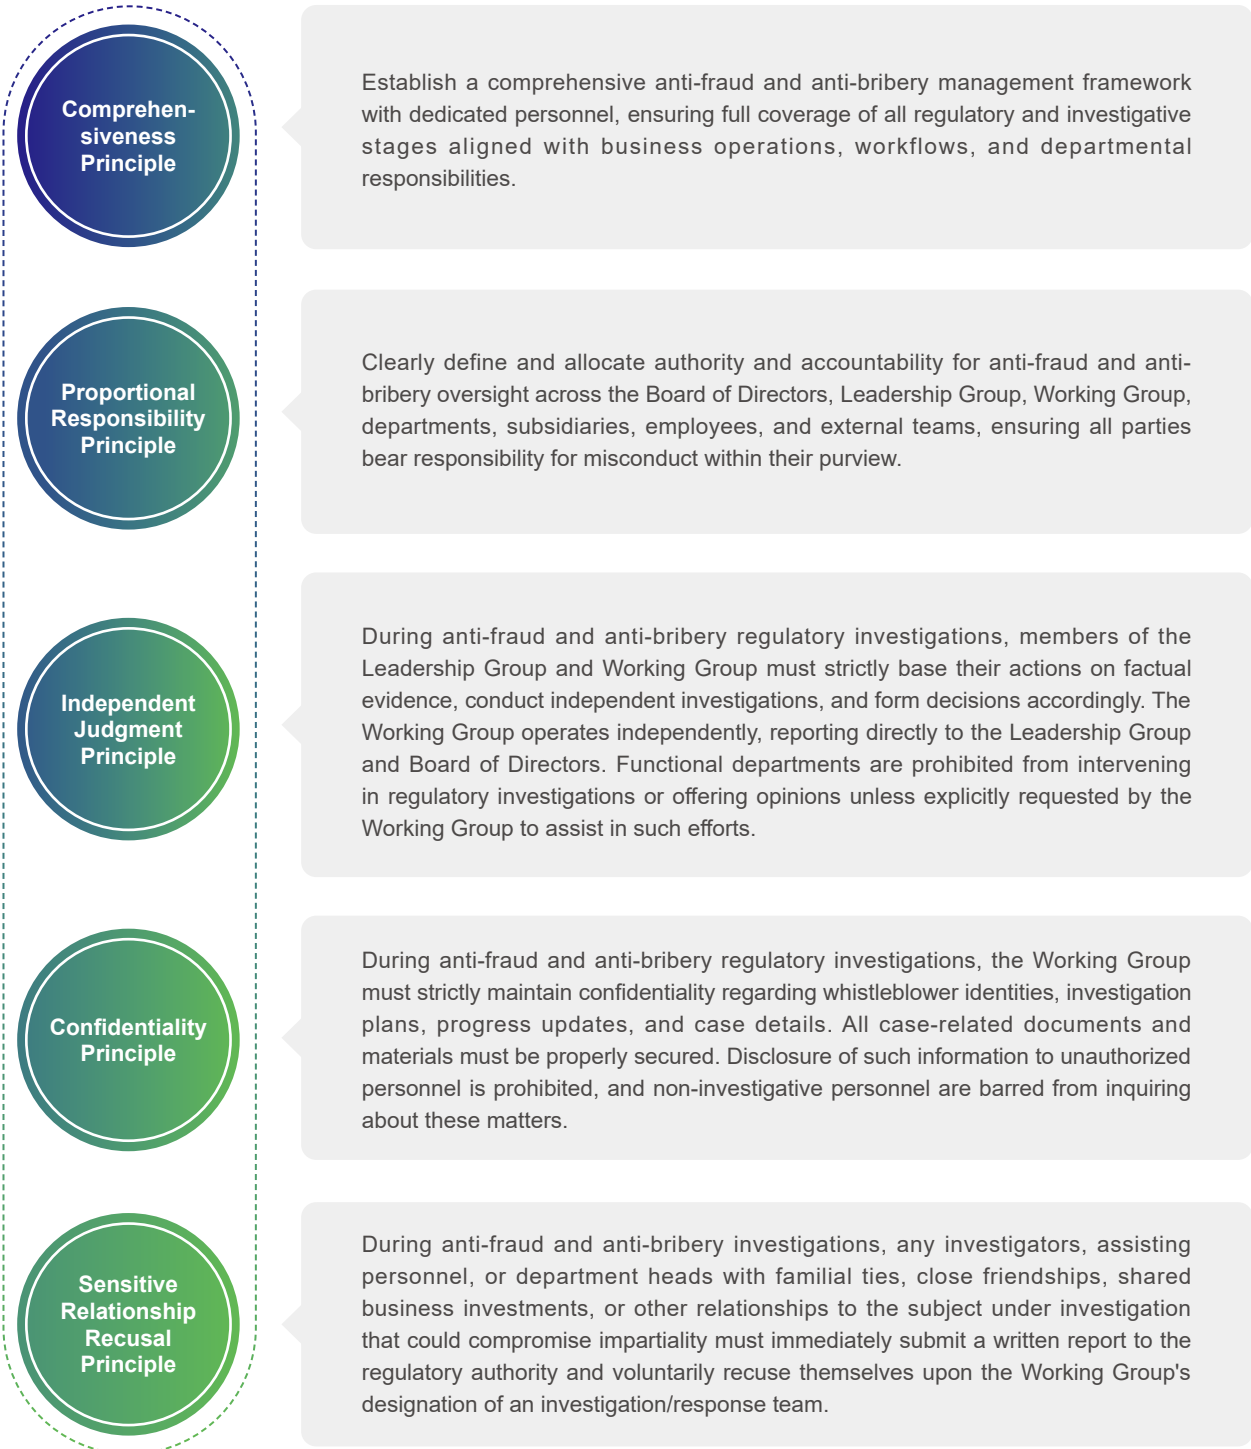 Comprehen-
siveness
Principle
Establish a comprehensive anti-fraud and anti-bribery management framework
with dedicated personnel, ensuring full coverage of all regulatory and investigative
stages aligned with business operations, workflows, and departmental
responsibilities.
Proportional
Responsibility
Principle
Clearly define and allocate authority and accountability for anti-fraud and anti-
bribery oversight across the Board of Directors, Leadership Group, Working Group,
departments, subsidiaries, employees, and external teams, ensuring all parties
bear responsibility for misconduct within their purview.
Independent
Judgment
Principle
During anti-fraud and anti-bribery regulatory investigations, members of the
Leadership Group and Working Group must strictly base their actions on factual
evidence, conduct independent investigations, and form decisions accordingly. The
Working Group operates independently, reporting directly to the Leadership Group
and Board of Directors. Functional departments are prohibited from intervening
in regulatory investigations or offering opinions unless explicitly requested by the
Working Group to assist in such efforts.
Confidentiality
Principle
During anti-fraud and anti-bribery regulatory investigations, the Working Group
must strictly maintain confidentiality regarding whistleblower identities, investigation
plans, progress updates, and case details. All case-related documents and
materials must be properly secured. Disclosure of such information to unauthorized
personnel is prohibited, and non-investigative personnel are barred from inquiring
about these matters.
Sensitive
Relationship
Recusal
Principle
During anti-fraud and anti-bribery investigations, any investigators, assisting
personnel, or department heads with familial ties, close friendships, shared
business investments, or other relationships to the subject under investigation
that could compromise impartiality must immediately submit a written report to the
regulatory authority and voluntarily recuse themselves upon the Working Group's
designation of an investigation/response team.